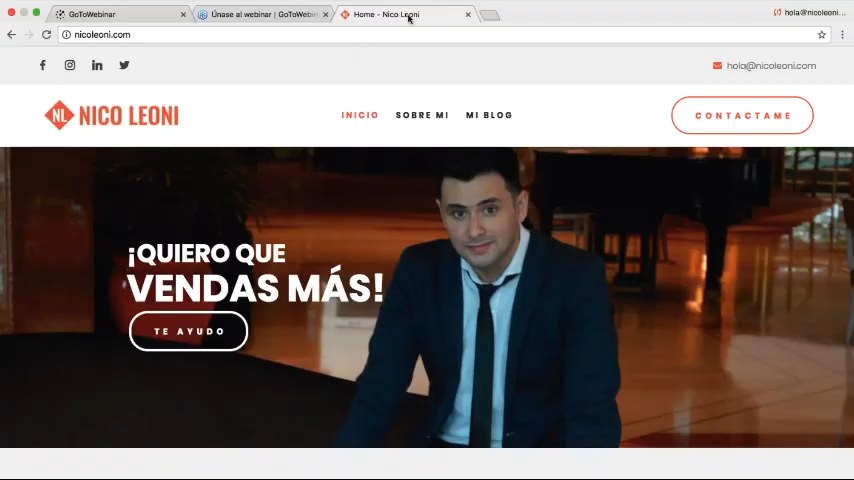 GoToWebinar
Únase al webinar | GoToWebin
Home - Nico Leoni
hola@nicoleoni...
nicoleoni.com
hola@nicoleoni.com
NL NICO LEONI
INICIO
SOBRE MI
MI BLOG
CONTACTAME
¡QUIERO QUE
VENDAS MÁS!
TE AYUDO